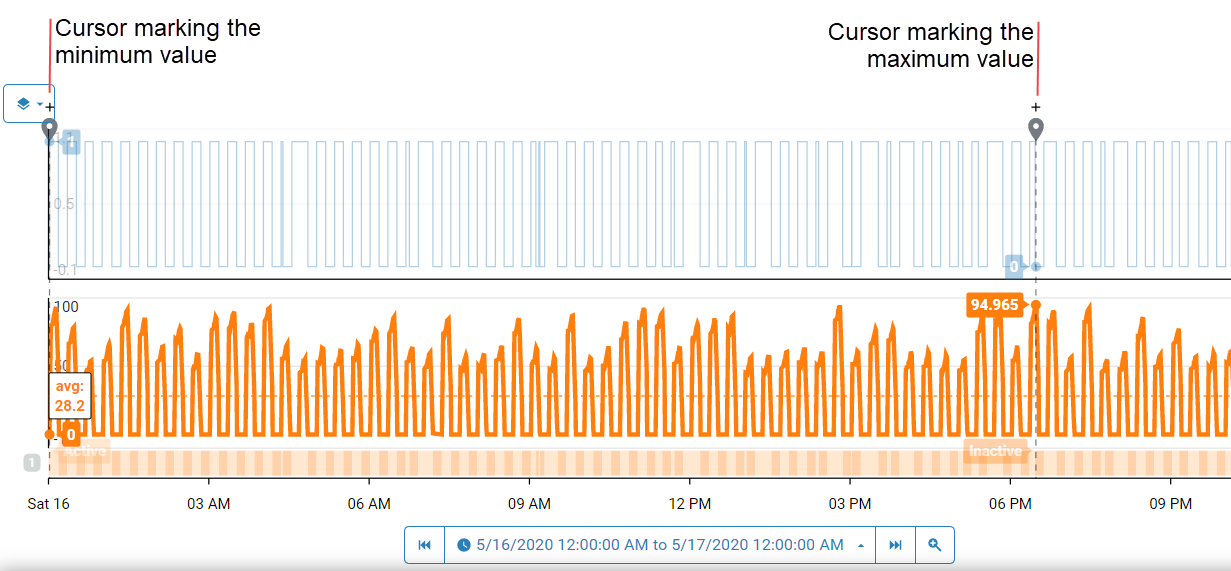 Cursor marking the
minimum value
Cursor marking the
maximum value
1.1
1
0.5
0
-0.1
100
94.965
50
avg:
28.2
0
Active
Inactive
1
Sat 16
03 AM
06 AM
09 AM
12 PM
03 PM
06 PM
09 PM
5/16/2020 12:00:00 AM to 5/17/2020 12:00:00 AM